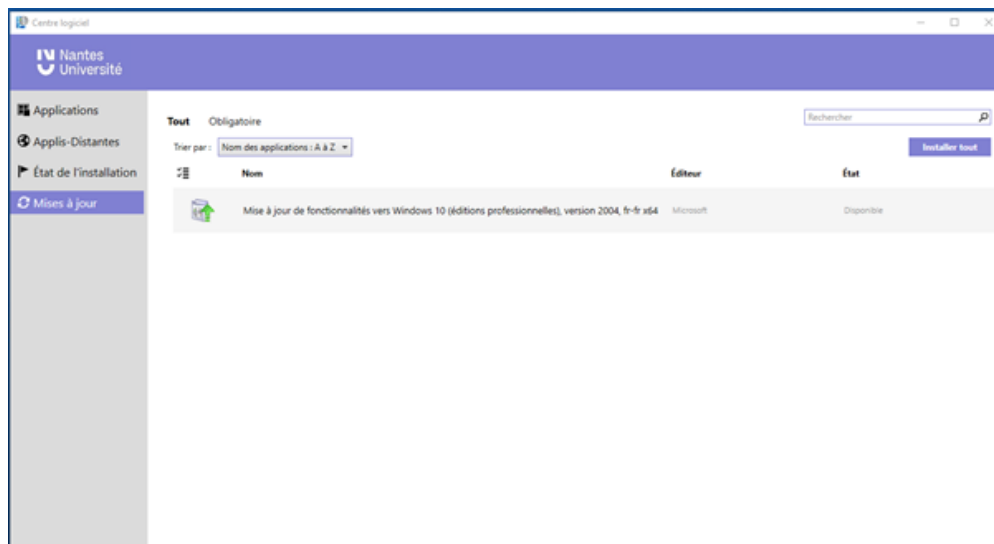 Centre logiciel
Nantes
Université
Applications
Applis-Distantes
État de l'installation
Mises à jour
Tout Obligatoire
Rechercher
Trier par : Nom des applications : A à Z
Installer tout
Nom Éditeur État
Mise à jour de fonctionnalités vers Windows 10 (éditions professionnelles), version 2004, fr-fr x64 Microsoft Disponible